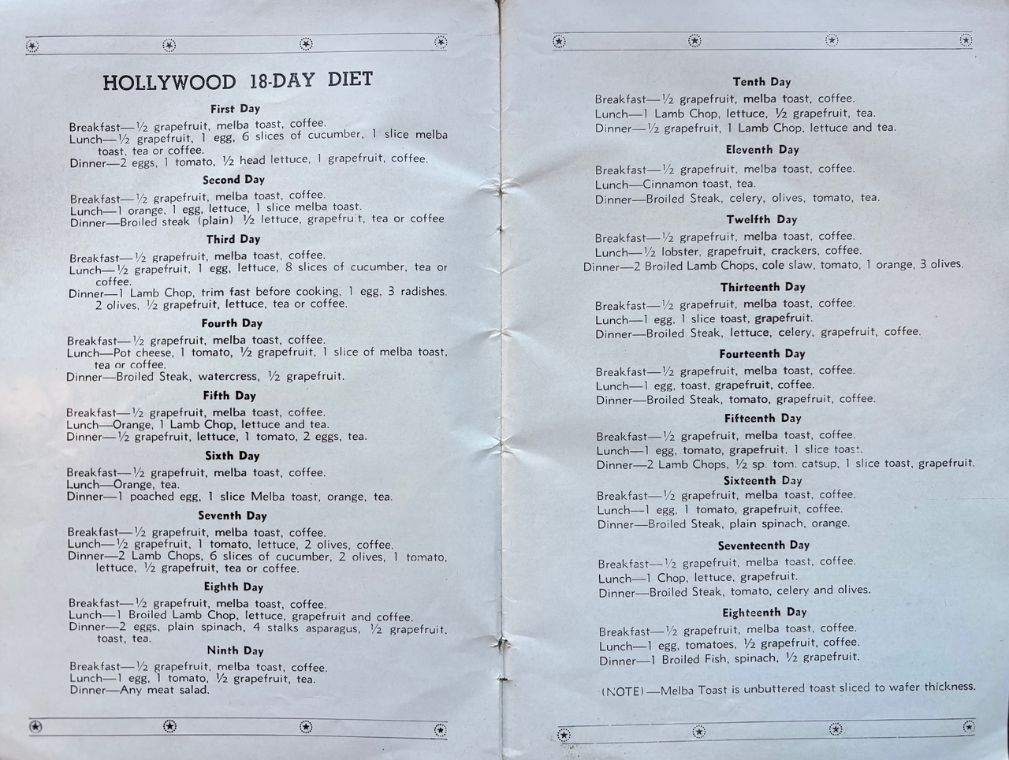 HOLLYWOOD 18-DAY DIET
First Day
Breakfast—½ grapefruit, melba toast, coffee.
Lunch—½ grapefruit, 1 egg, 6 slices of cucumber, 1 slice melba
toast, tea or coffee.
Dinner—2 eggs, 1 tomato, ½ head lettuce, 1 grapefruit, coffee.
Second Day
Breakfast—½ grapefruit, melba toast, coffee.
Lunch—1 orange, 1 egg, lettuce, 1 slice melba toast.
Dinner—Broiled steak (plain) ½ lettuce, grapefruit, tea or coffee
Third Day
Breakfast—½ grapefruit, melba toast, coffee.
Lunch—½ grapefruit, 1 egg, lettuce, 8 slices of cucumber, tea or
coffee.
Dinner—1 Lamb Chop, trim fast before cooking, 1 egg, 3 radishes,
2 olives, ½ grapefruit, lettuce, tea or coffee.
Fourth Day
Breakfast—½ grapefruit, melba toast, coffee.
Lunch—Pot cheese, 1 tomato, ½ grapefruit, 1 slice of melba toast,
tea or coffee.
Dinner—Broiled Steak, watercress, ½ grapefruit.
Fifth Day
Breakfast—½ grapefruit, melba toast, coffee.
Lunch—Orange, 1 Lamb Chop, lettuce and tea.
Dinner—½ grapefruit, lettuce, 1 tomato, 2 eggs, tea.
Sixth Day
Breakfast—½ grapefruit, melba toast, coffee.
Lunch—Orange, tea.
Dinner—1 poached egg, 1 slice Melba toast, orange, tea.
Seventh Day
Breakfast—½ grapefruit, melba toast, coffee.
Lunch—½ grapefruit, 1 tomato, lettuce, 2 olives, coffee.
Dinner—2 Lamb Chops, 6 slices of cucumber, 2 olives, 1 tomato,
lettuce, ½ grapefruit, tea or coffee.
Eighth Day
Breakfast—½ grapefruit, melba toast, coffee.
Lunch—1 Broiled Lamb Chop, lettuce, grapefruit and coffee.
Dinner—2 eggs, plain spinach, 4 stalks asparagus, ½ grapefruit,
toast, tea.
Ninth Day
Breakfast—½ grapefruit, melba toast, coffee.
Lunch—1 egg, 1 tomato, ½ grapefruit, tea.
Dinner—Any meat salad.
Tenth Day
Breakfast—½ grapefruit, melba toast, coffee.
Lunch—1 Lamb Chop, lettuce, ½ grapefruit, tea.
Dinner—½ grapefruit, 1 Lamb Chop, lettuce and tea.
Eleventh Day
Breakfast—½ grapefruit, melba toast, coffee.
Lunch—Cinnamon toast, tea.
Dinner—Broiled Steak, celery, olives, tomato, tea.
Twelfth Day
Breakfast—½ grapefruit, melba toast, coffee.
Lunch—½ lobster, grapefruit, crackers, coffee.
Dinner—2 Broiled Lamb Chops, cole slaw, tomato, 1 orange, 3 olives.
Thirteenth Day
Breakfast—½ grapefruit, melba toast, coffee.
Lunch—1 egg, 1 slice toast, grapefruit.
Dinner—Broiled Steak, lettuce, celery, grapefruit, coffee.
Fourteenth Day
Breakfast—½ grapefruit, melba toast, coffee.
Lunch—1 egg, toast, grapefruit, coffee.
Dinner—Broiled Steak, tomato, grapefruit, coffee.
Fifteenth Day
Breakfast—½ grapefruit, melba toast, coffee.
Lunch—1 egg, tomato, grapefruit, 1 slice toast.
Dinner—2 Lamb Chops, ½ sp. tom. catsup, 1 slice toast, grapefruit.
Sixteenth Day
Breakfast—½ grapefruit, melba toast, coffee.
Lunch—1 egg, 1 tomato, grapefruit, coffee.
Dinner—Broiled Steak, plain spinach, orange.
Seventeenth Day
Breakfast—½ grapefruit, melba toast, coffee.
Lunch—1 Chop, lettuce, grapefruit.
Dinner—Broiled Steak, tomato, celery and olives.
Eighteenth Day
Breakfast—½ grapefruit, melba toast, coffee.
Lunch—1 egg, tomatoes, ½ grapefruit, coffee.
Dinner—1 Broiled Fish, spinach, ½ grapefruit.
(NOTE)—Melba Toast is unbuttered toast sliced to wafer thickness.